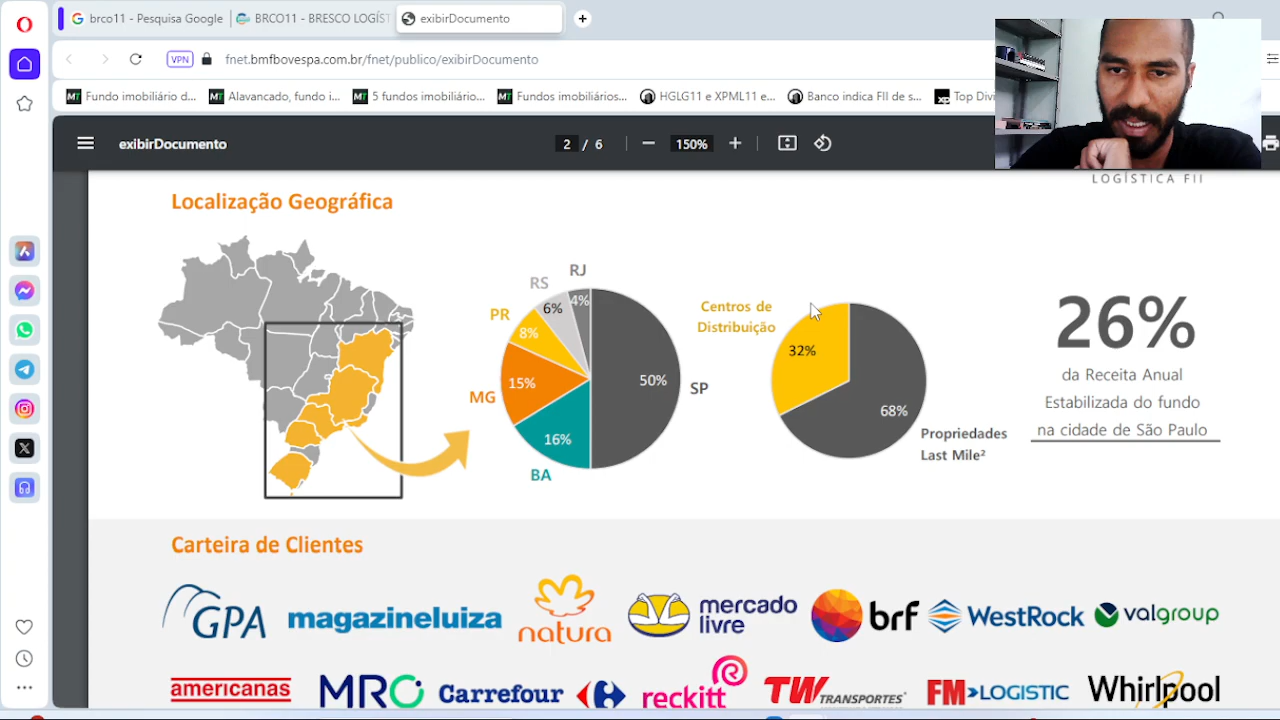 brco11 - Pesquisa Google
BRCO11 - BRESCO LOGÍST
exibirDocumento
VPN
fnet.bmfbovespa.com.br/fnet/publico/exibirDocumento
Fundo imobiliário d...
Alavancado, fundo i...
5 fundos imobiliário...
Fundos imobiliários...
HGLG11 e XPML11 e...
Banco indica FII de s...
Top Divi
exibirDocumento
2 / 6
150%
LOGÍSTICA FII
Localização Geográfica
RJ
RS
4%
6%
PR
8%
MG
15%
50%
SP
16%
BA
Centros de
Distribuição
32%
68%
Propriedades
Last Mile²
26%
da Receita Anual
Estabilizada do fundo
na cidade de São Paulo
Carteira de Clientes
GPA
magazineluiza
natura
mercado
livre
brf
WestRock
valgroup
americanas
MRO
Carrefour
reckitt
TW TRANSPORTES
FM LOGISTIC
Whirlpool